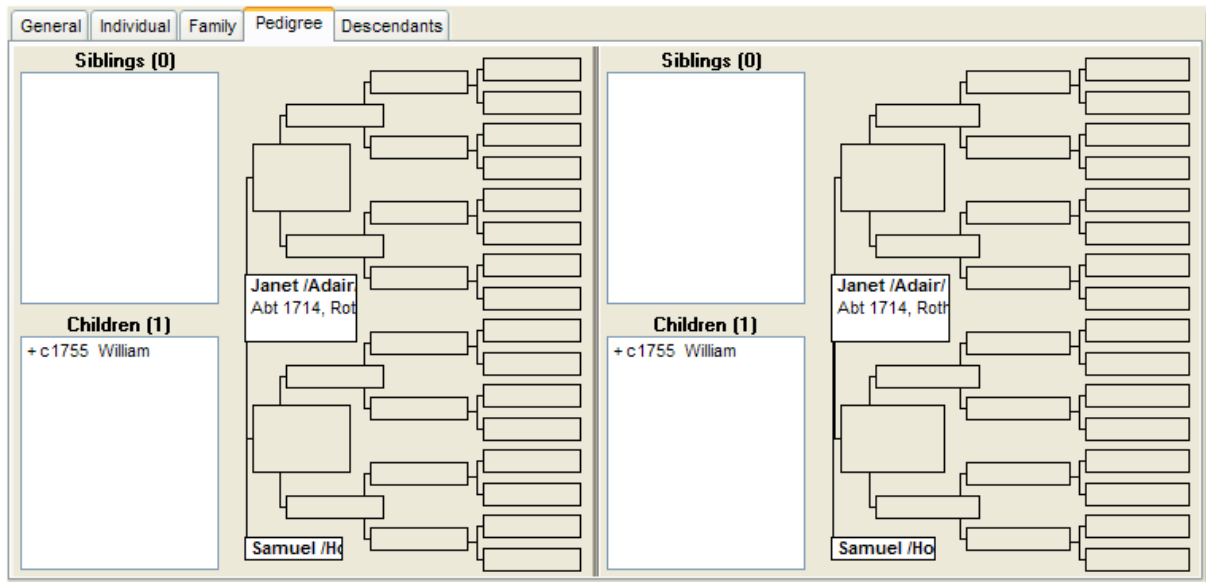 General Individual Family Pedigree Descendants
Siblings (0)
Janet /Adair/
Abt 1714, Rot
Children (1)
+ c1755 William
Samuel /Ho
Siblings (0)
Janet /Adair/
Abt 1714, Roth
Children (1)
+ c1755 William
Samuel /Ho